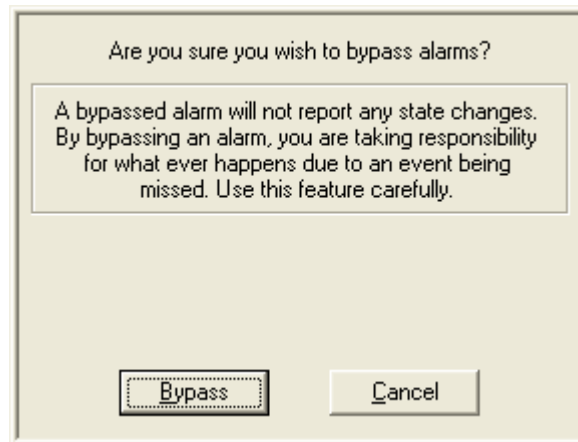 Are you sure you wish to bypass alarms?
A bypassed alarm will not report any state changes.
By bypassing an alarm, you are taking responsibility
for what ever happens due to an event being
missed. Use this feature carefully.
Bypass
Cancel